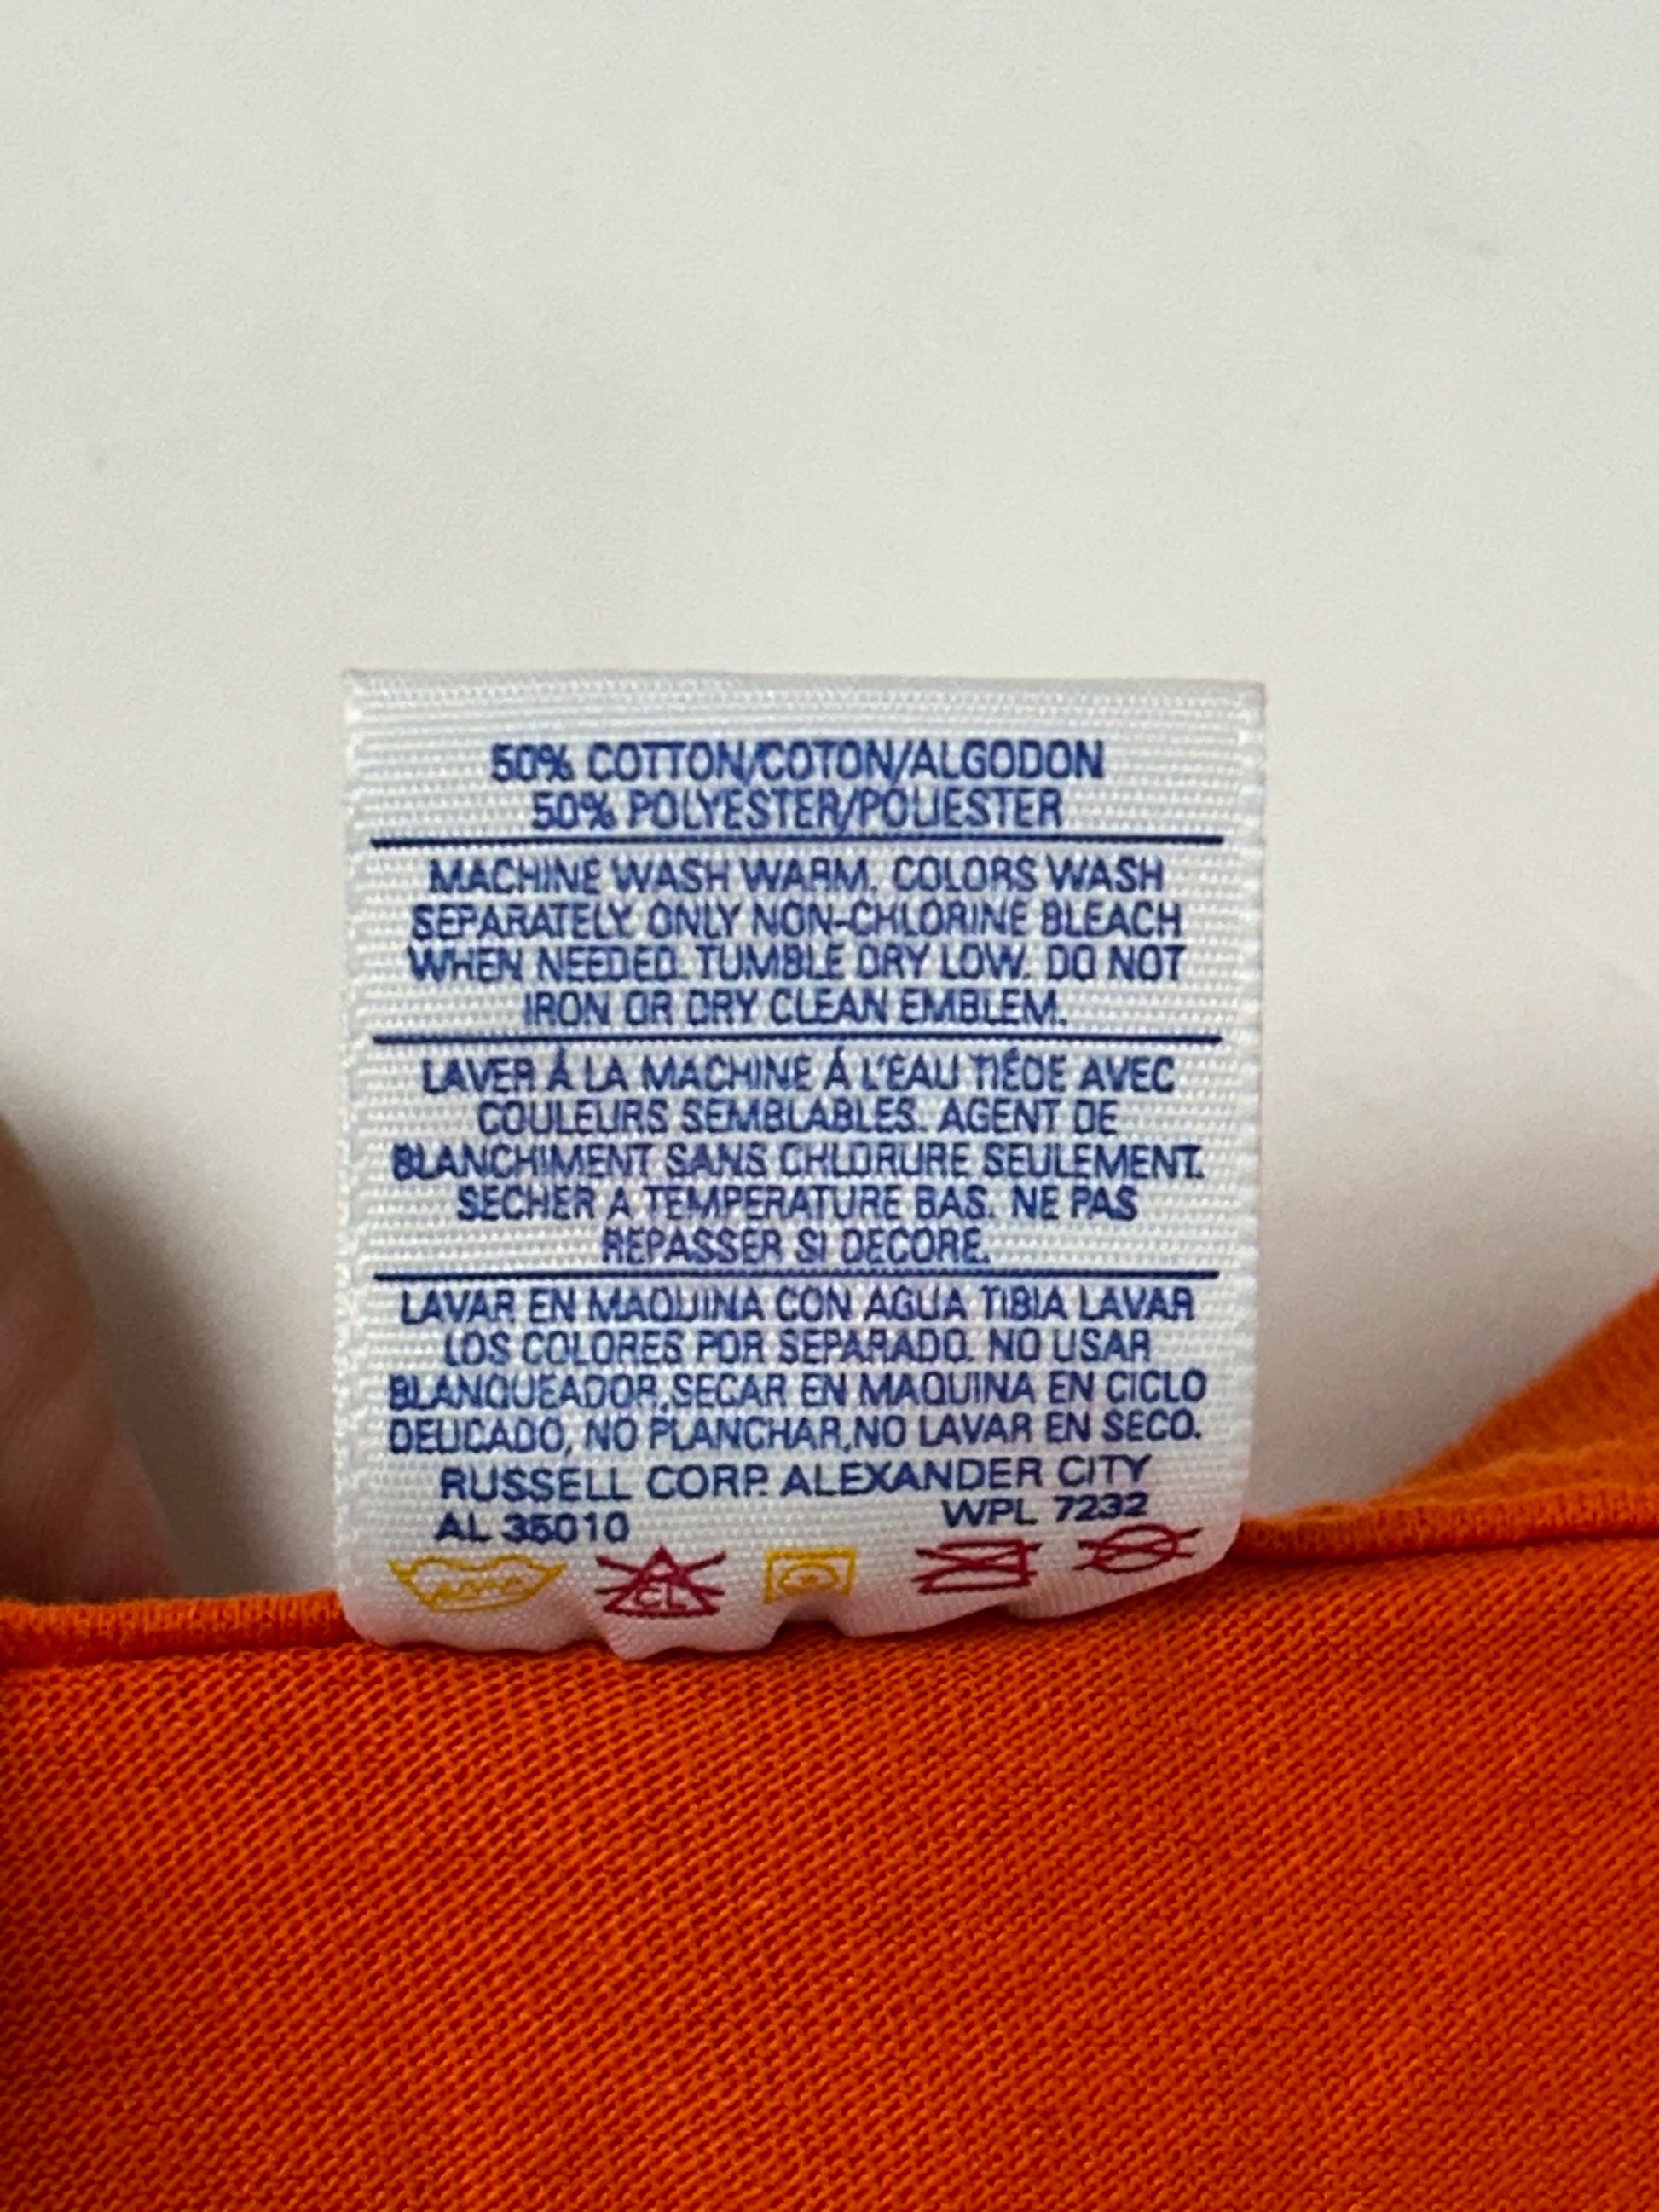 50% COTTON/COTON/ALGODON
50% POLYESTER/POLIESTER
MACHINE WASH WARM. COLORS WASH
SEPARATELY. ONLY NON-CHLORINE BLEACH
WHEN NEEDED. TUMBLE DRY LOW. DO NOT
IRON OR DRY CLEAN EMBLEM.
LAVER Á LA MACHINE Á L'EAU TIÉDE AVEC
COULEURS SEMBLABLES. AGENT DE
BLANCHIMENT SANS CHLORURE SEULEMENT.
SECHER A TEMPERATURE BAS. NE PAS
REPASSER SI DECORE.
LAVAR EN MAQUINA CON AGUA TIBIA LAVAR
LOS COLORES POR SEPARADO. NO USAR
BLANQUEADOR,SECAR EN MAQUINA EN CICLO
DELICADO, NO PLANCHAR,NO LAVAR EN SECO.
RUSSELL CORP. ALEXANDER CITY
AL 35010 WPL 7232
CL